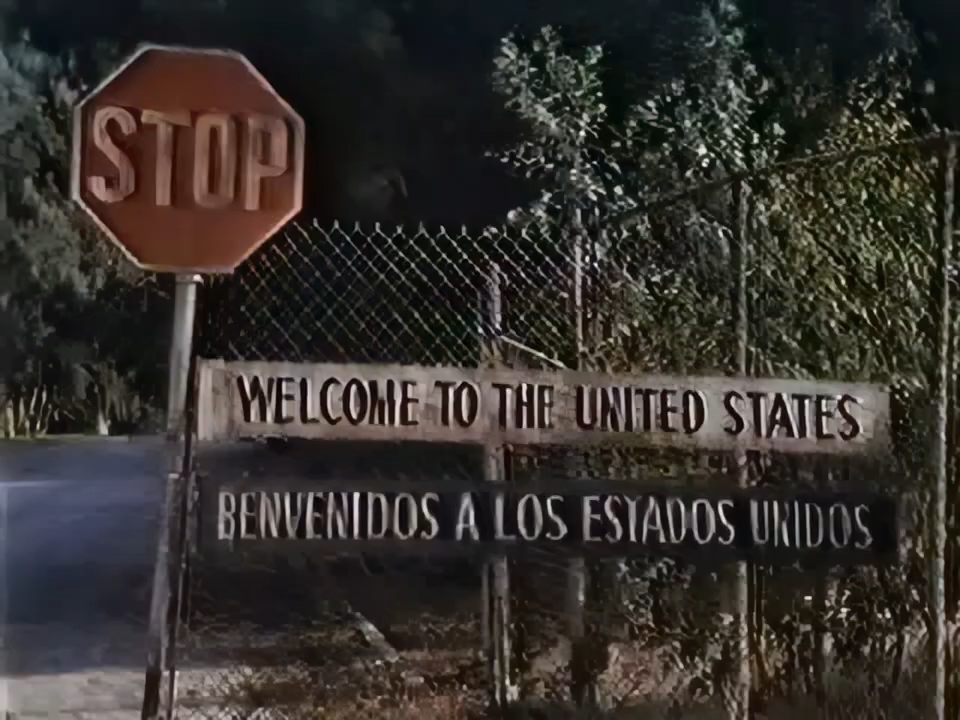 STOP
WELCOME TO THE UNITED STATES
BENVENIDOS A LOS ESTADOS UNIDOS